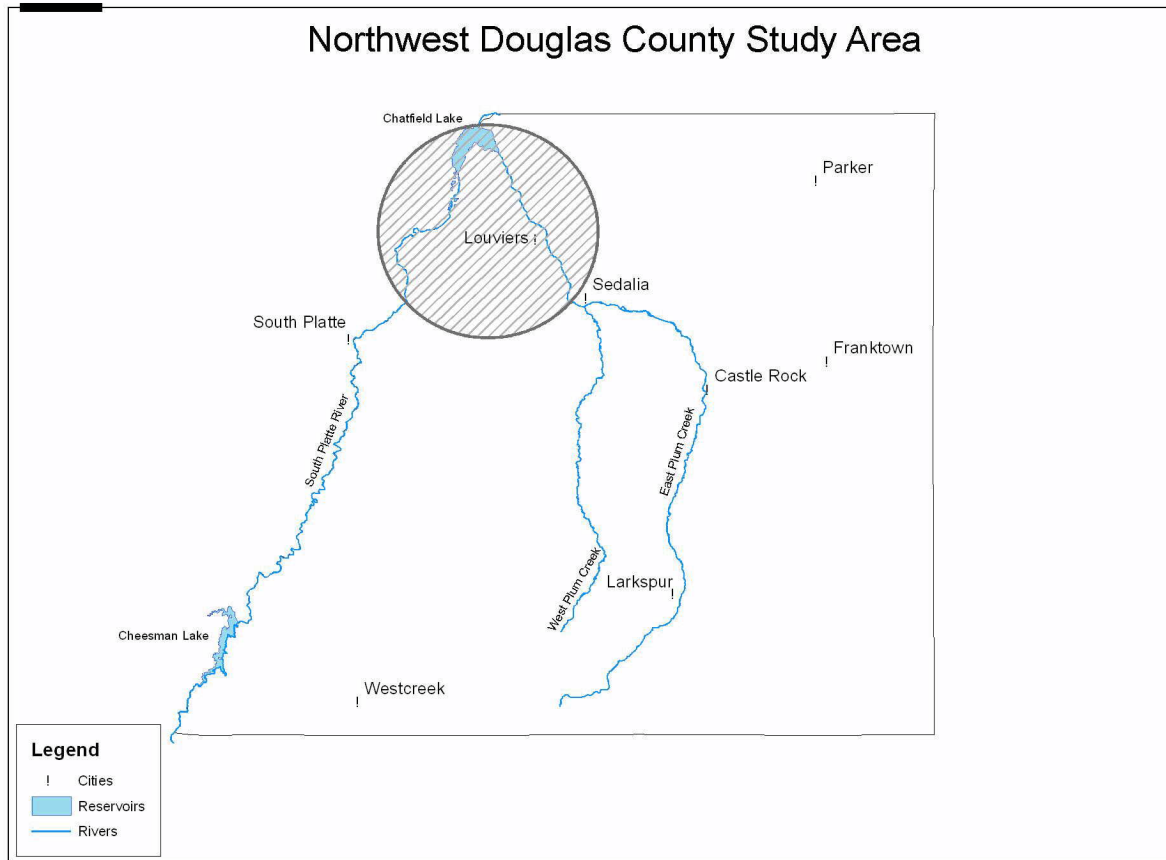 Northwest Douglas County Study Area
Chatfield Lake
Parker
Louviers
Sedalia
South Platte
Franktown
Castle Rock
South Platte River
East Plum Creek
West Plum Creek
Larkspur
Cheesman Lake
Westcreek
Legend
! Cities
Reservoirs
Rivers